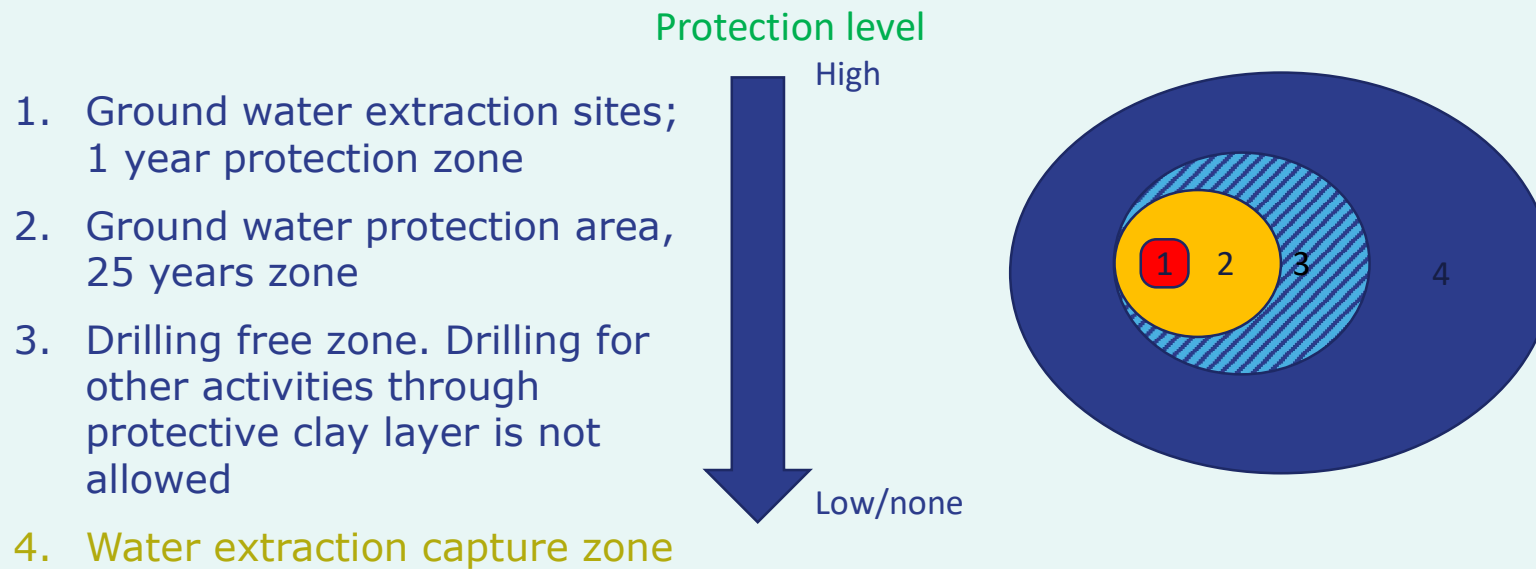 Protection level
High
1. Ground water extraction sites;
1 year protection zone
2. Ground water protection area,
25 years zone
3. Drilling free zone. Drilling for
other activities through
protective clay layer is not
allowed
4. Water extraction capture zone
Low/none
1 2 3 4